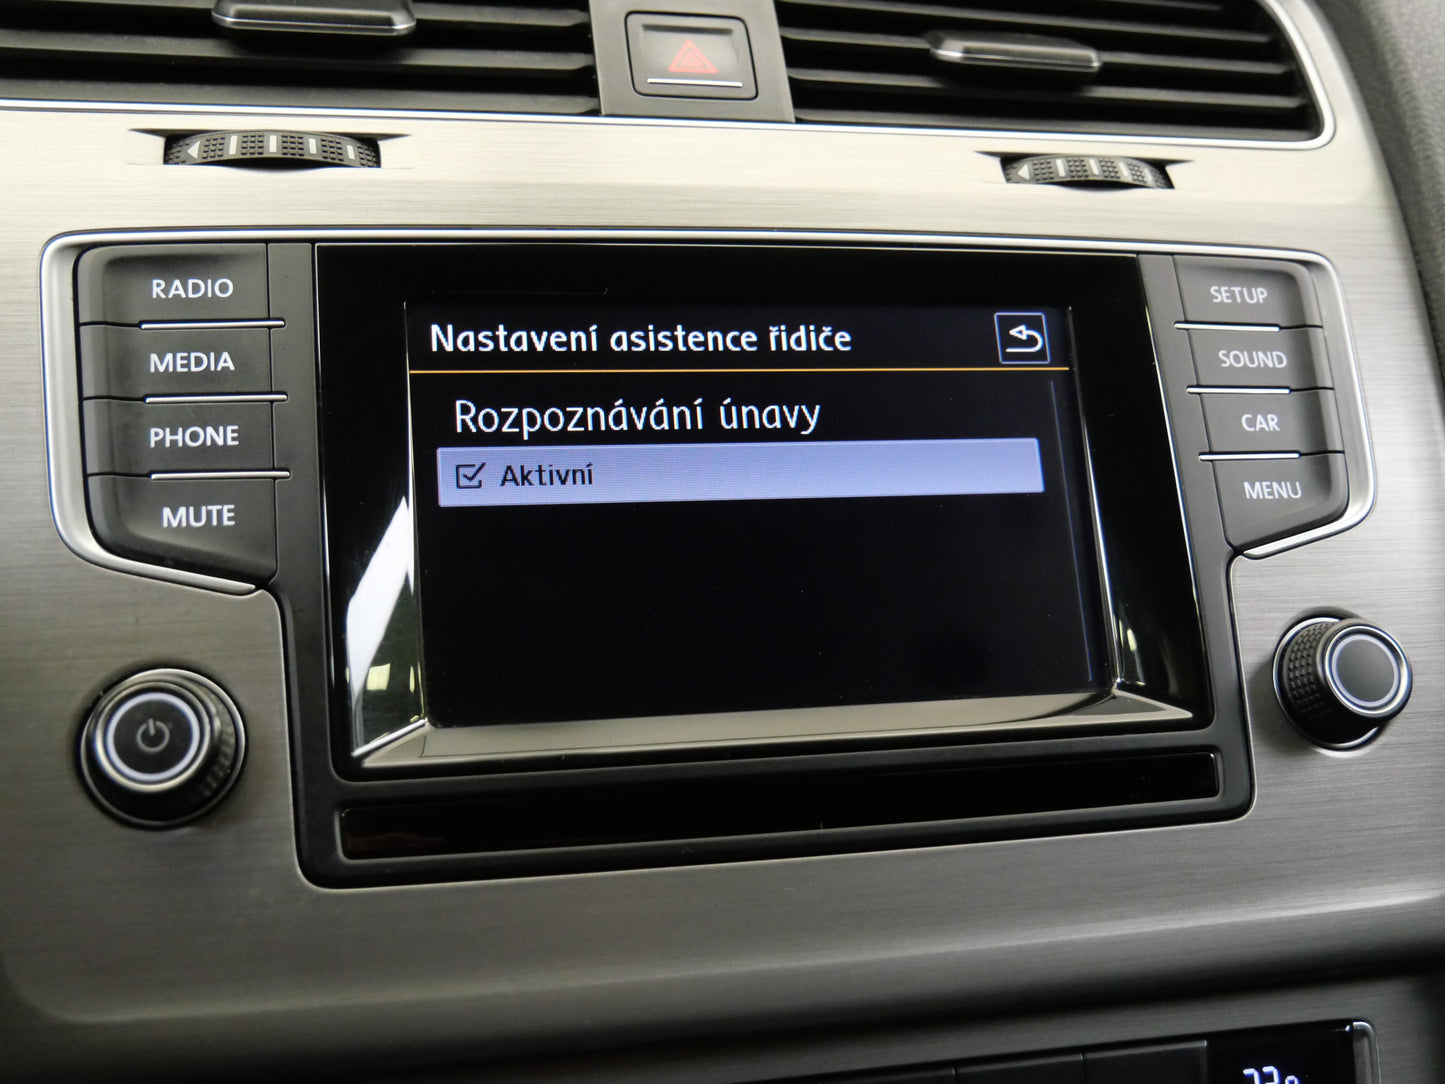 RADIO
MEDIA
PHONE
MUTE
Nastavení asistence řidiče
Rozpoznávání únavy
Aktivní
SETUP
SOUND
CAR
MENU